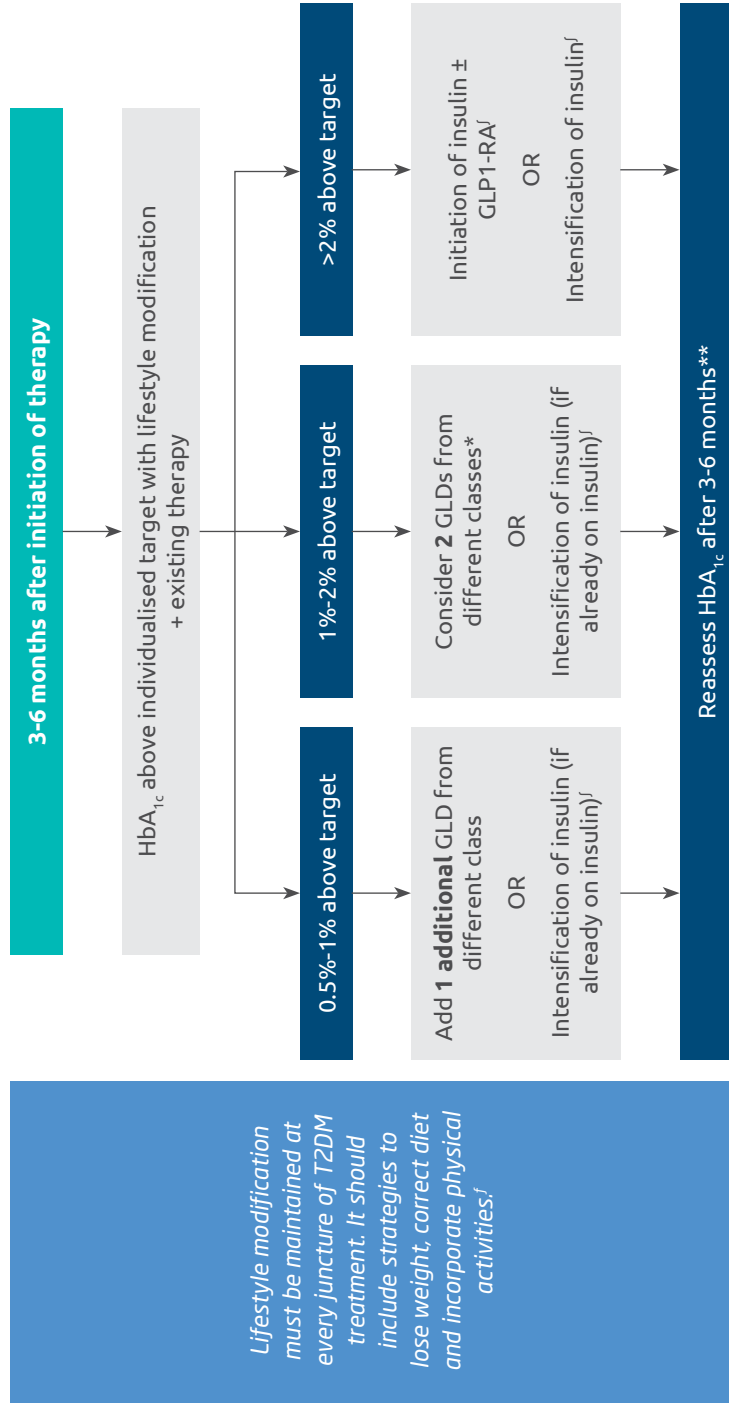 3-6 months after initiation of therapy
HbA1c above individualised target with lifestyle modification
+ existing therapy
0.5%-1% above target
1%-2% above target
>2% above target
Add 1 additional GLD from
different class
OR
Intensification of insulin (if
already on insulin)ʃ
Consider 2 GLDs from
different classes*
OR
Intensification of insulin (if
already on insulin)ʃ
Initiation of insulin ±
GLP1-RAʃ
OR
Intensification of insulinʃ
Reassess HbA1c after 3-6 months**
Lifestyle modification
must be maintained at
every juncture of T2DM
treatment. It should
include strategies to
lose weight, correct diet
and incorporate physical
activities.ʃ